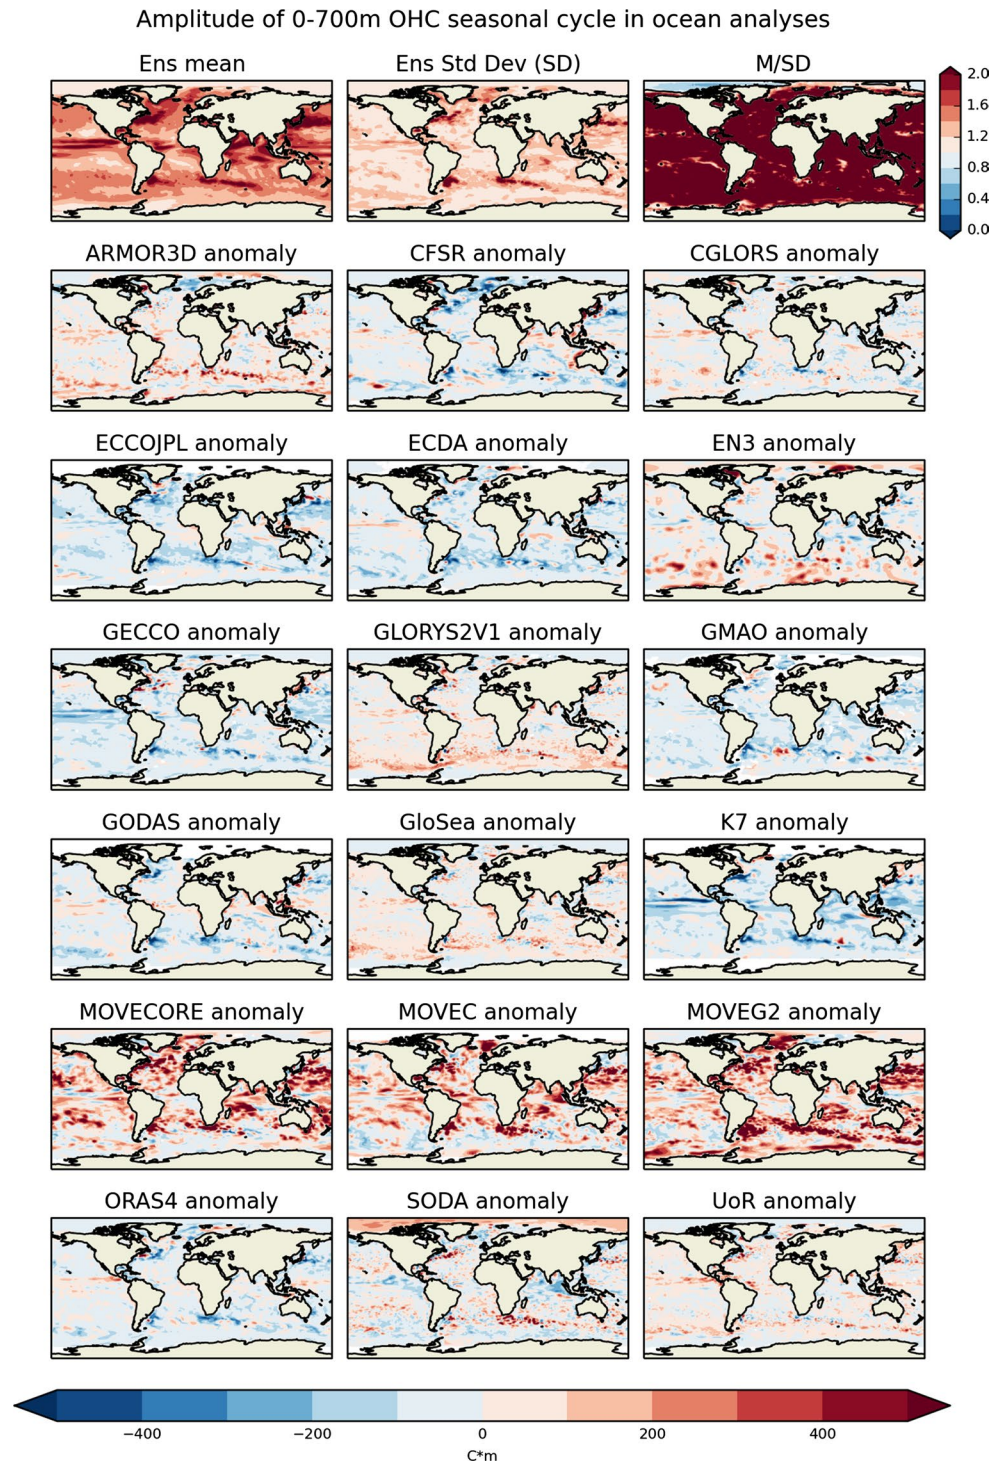 Amplitude of 0-700m OHC seasonal cycle in ocean analyses
Ens mean
Ens Std Dev (SD)
M/SD
2.0
1.6
1.2
0.8
0.4
0.0
ARMOR3D anomaly
CFSR anomaly
CGLORS anomaly
ECCOJPL anomaly
ECDA anomaly
EN3 anomaly
GECCO anomaly
GLORYS2V1 anomaly
GMAO anomaly
GODAS anomaly
GloSea anomaly
K7 anomaly
MOVECORE anomaly
MOVEC anomaly
MOVEG2 anomaly
ORAS4 anomaly
SODA anomaly
UoR anomaly
−400 −200 0 200 400
C*m